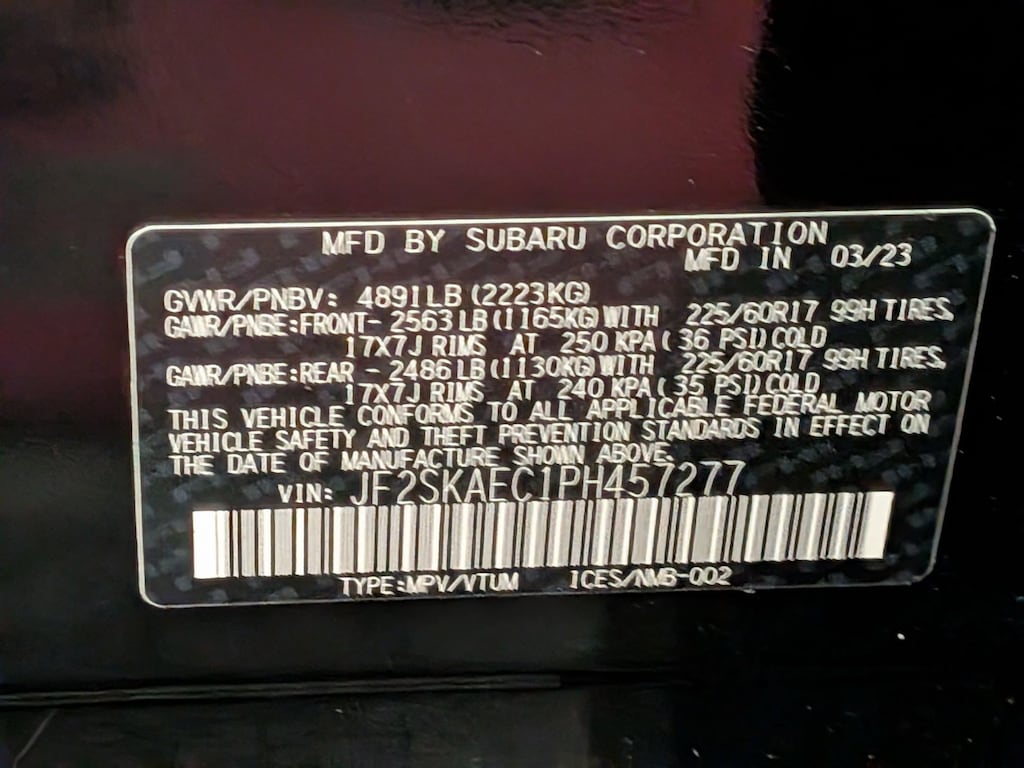 MFD BY SUBARU CORPORATION
MFD IN 03/23
GVWR/PNBV: 4891LB (2223KG)
GAWR/PNBE:FRONT- 2563LB(1165KG)WITH 225/60R17 99H TIRES,
17X7J RIMS AT 250 KPA( 36 PSI)COLD
GAWR/PNBE:REAR - 2486LB(1130KG)WITH 225/60R17 99H TIRES,
17X7J RIMS AT 240 KPA( 35 PSI)COLD
THIS VEHICLE CONFORMS TO ALL APPLICABLE FEDERAL MOTOR
VEHICLE SAFETY AND THEFT PREVENTION STANDARDS IN EFFECT ON
THE DATE OF MANUFACTURE SHOWN ABOVE.
VIN: JF2SKAEC1PH457277
TYPE:MPV/VTUM ICES/NMB-002